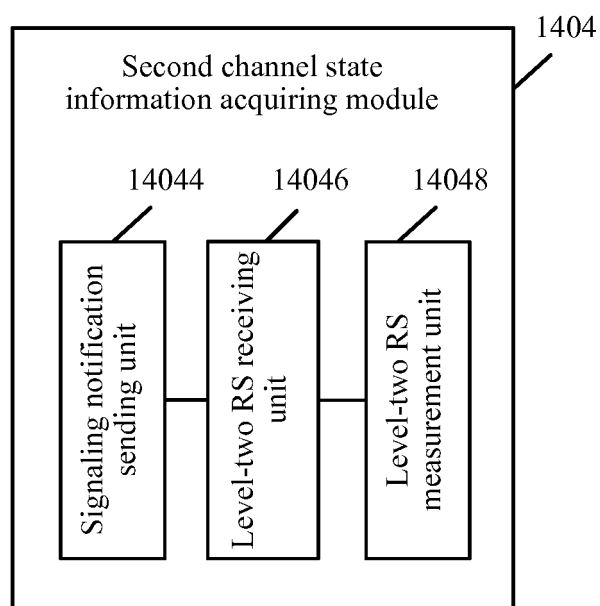 1404
Second channel state
information acquiring module
14044
14046
14048
Signaling notification
sending unit
Level-two RS receiving
unit
Level-two RS
measurement unit